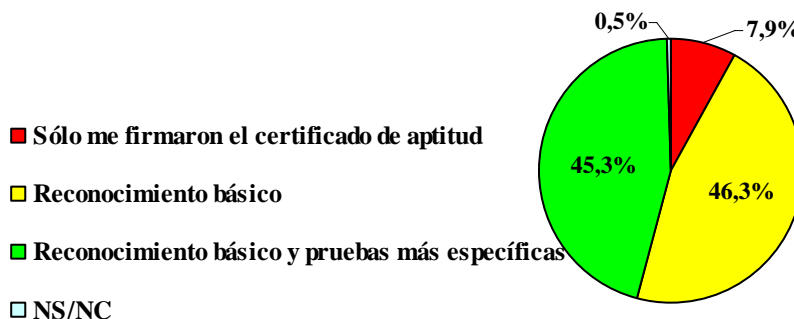 0,5%
7,9%
Sólo me firmaron el certificado de aptitud
45,3%
Reconocimiento básico
46,3%
Reconocimiento básico y pruebas más específicas
NS/NC